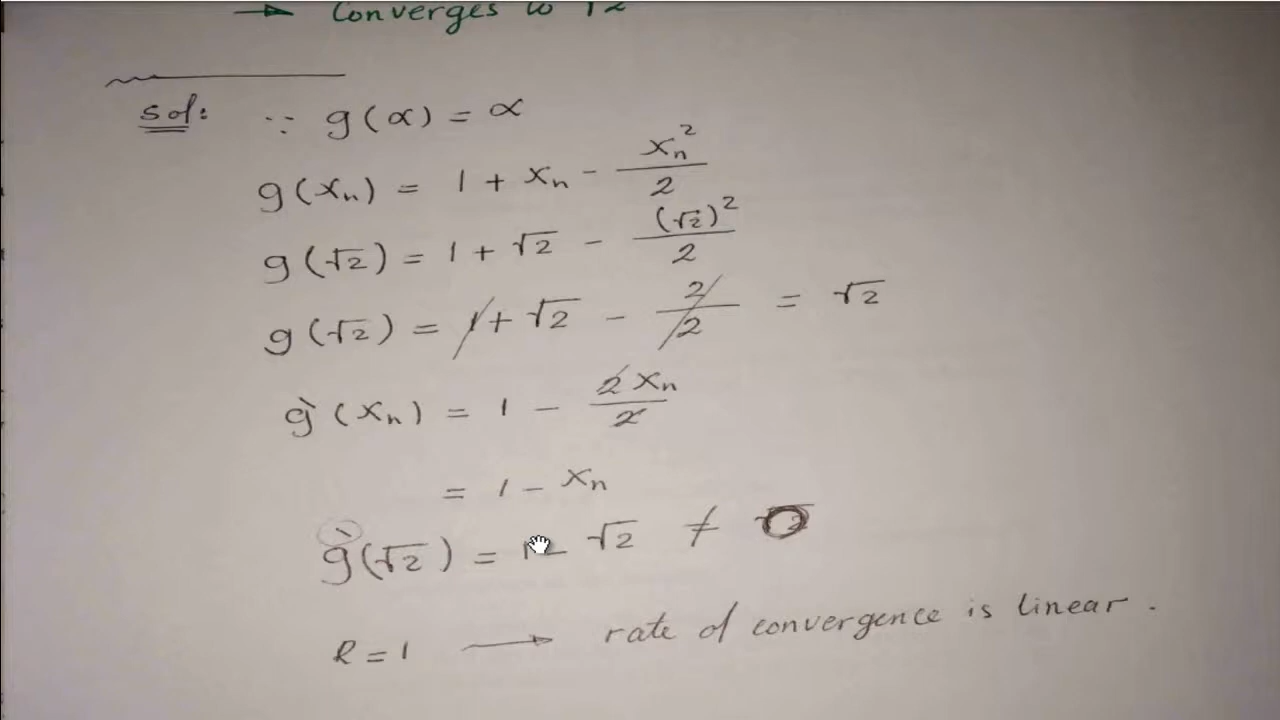 → Converges to √2
Sol: ∵ g(α) = α
g(xₙ) = 1 + xₙ - xₙ²/2
g(√2) = 1 + √2 - (√2)²/2
g(√2) = 1 + √2 - 2/2 = √2
g̀(xₙ) = 1 - 2xₙ/2
= 1 - xₙ
g̀(√2) = 1 - √2 ≠ 0
R = 1 → rate of convergence is linear.